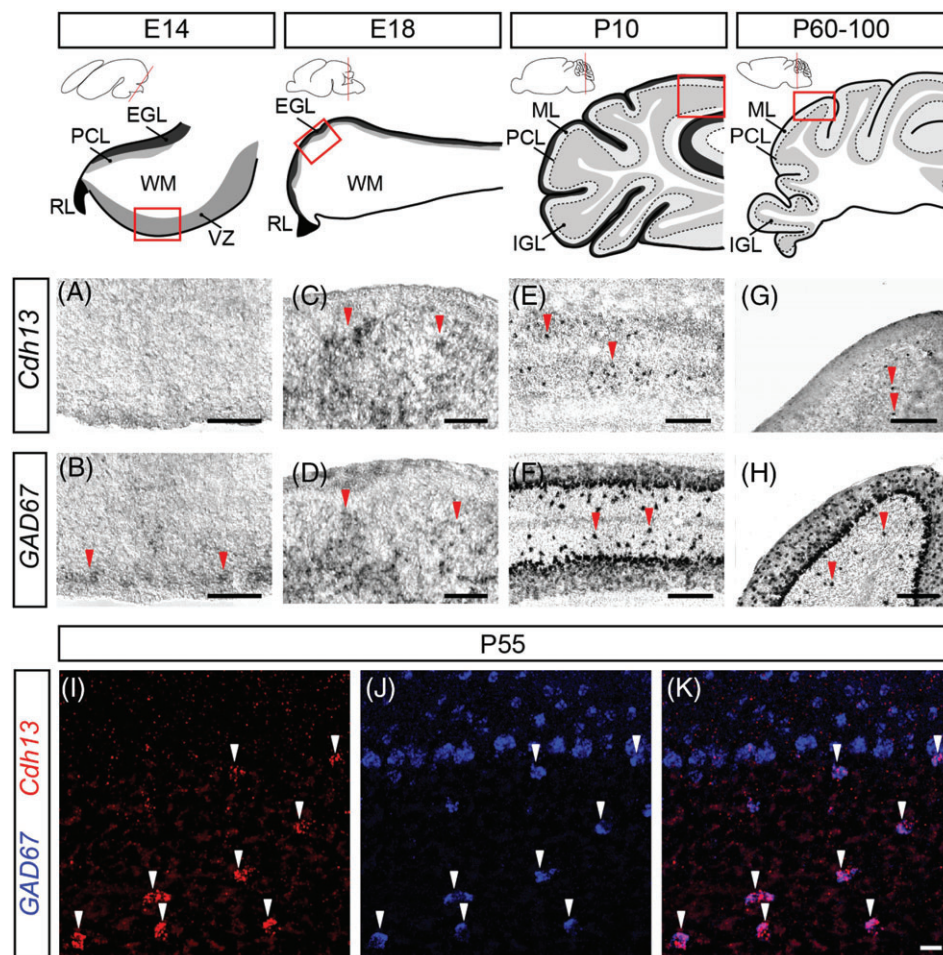 E14
E18
P10
P60-100
EGL
PCL
WM
RL
VZ
EGL
WM
RL
ML
PCL
IGL
ML
PCL
IGL
Cdh13
(A)
(C)
(E)
(G)
GAD67
(B)
(D)
(F)
(H)
P55
GAD67 Cdh13
(I)
(J)
(K)